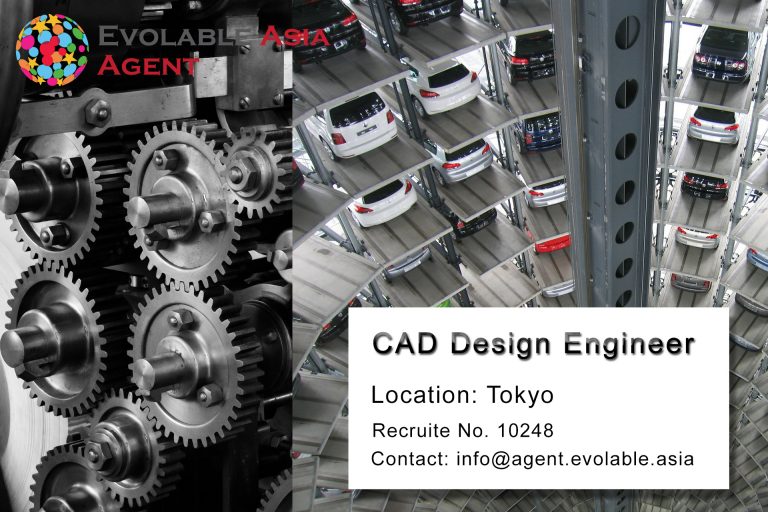 Evolable Asia
Agent
CAD Design Engineer
Location: Tokyo
Recruite No. 10248
Contact: info@agent.evolable.asia